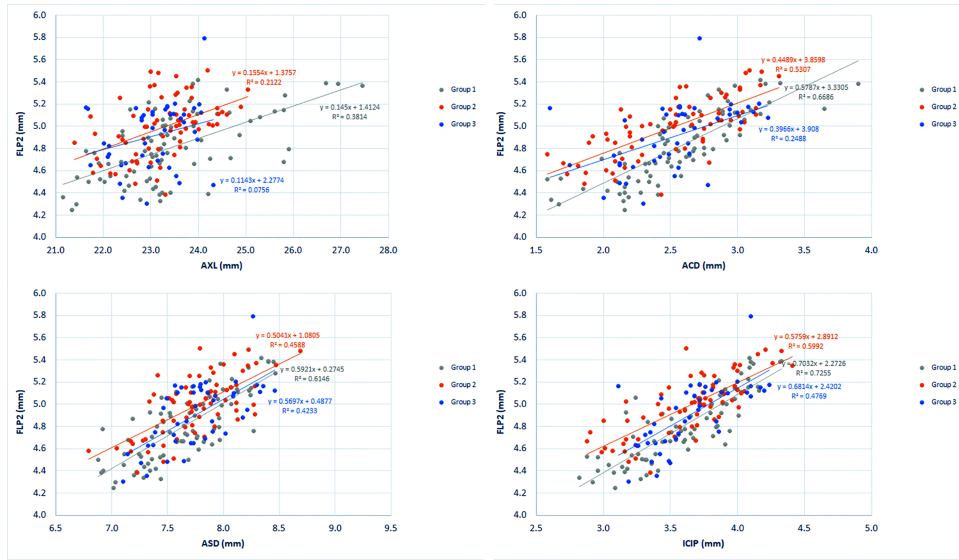 6.0
5.8
5.6
5.4
5.2
5.0
4.8
4.6
4.4
4.2
4.0
FLP2 (mm)
y = 0.1554x + 1.3757
R² = 0.2122
y = 0.145x + 1.4124
R² = 0.3814
y = 0.1143x + 2.2774
R² = 0.0756
Group 1
Group 2
Group 3
21.0 22.0 23.0 24.0 25.0 26.0 27.0 28.0
AXL (mm)
6.0
5.8
5.6
5.4
5.2
5.0
4.8
4.6
4.4
4.2
4.0
FLP2 (mm)
y = 0.4489x + 3.8598
R² = 0.5307
y = 0.5787x + 3.3305
R² = 0.6686
y = 0.3966x + 3.908
R² = 0.2488
Group 1
Group 2
Group 3
1.5 2.0 2.5 3.0 3.5 4.0
ACD (mm)
6.0
5.8
5.6
5.4
5.2
5.0
4.8
4.6
4.4
4.2
4.0
FLP2 (mm)
y = 0.5041x + 1.0805
R² = 0.4588
y = 0.5921x + 0.2745
R² = 0.6146
y = 0.5697x + 0.4877
R² = 0.4233
Group 1
Group 2
Group 3
6.5 7.0 7.5 8.0 8.5 9.0 9.5
ASD (mm)
6.0
5.8
5.6
5.4
5.2
5.0
4.8
4.6
4.4
4.2
4.0
FLP2 (mm)
y = 0.5759x + 2.8912
R² = 0.5992
y = 0.7032x + 2.2726
R² = 0.7255
y = 0.6814x + 2.4202
R² = 0.4769
Group 1
Group 2
Group 3
2.5 3.0 3.5 4.0 4.5 5.0
ICIP (mm)